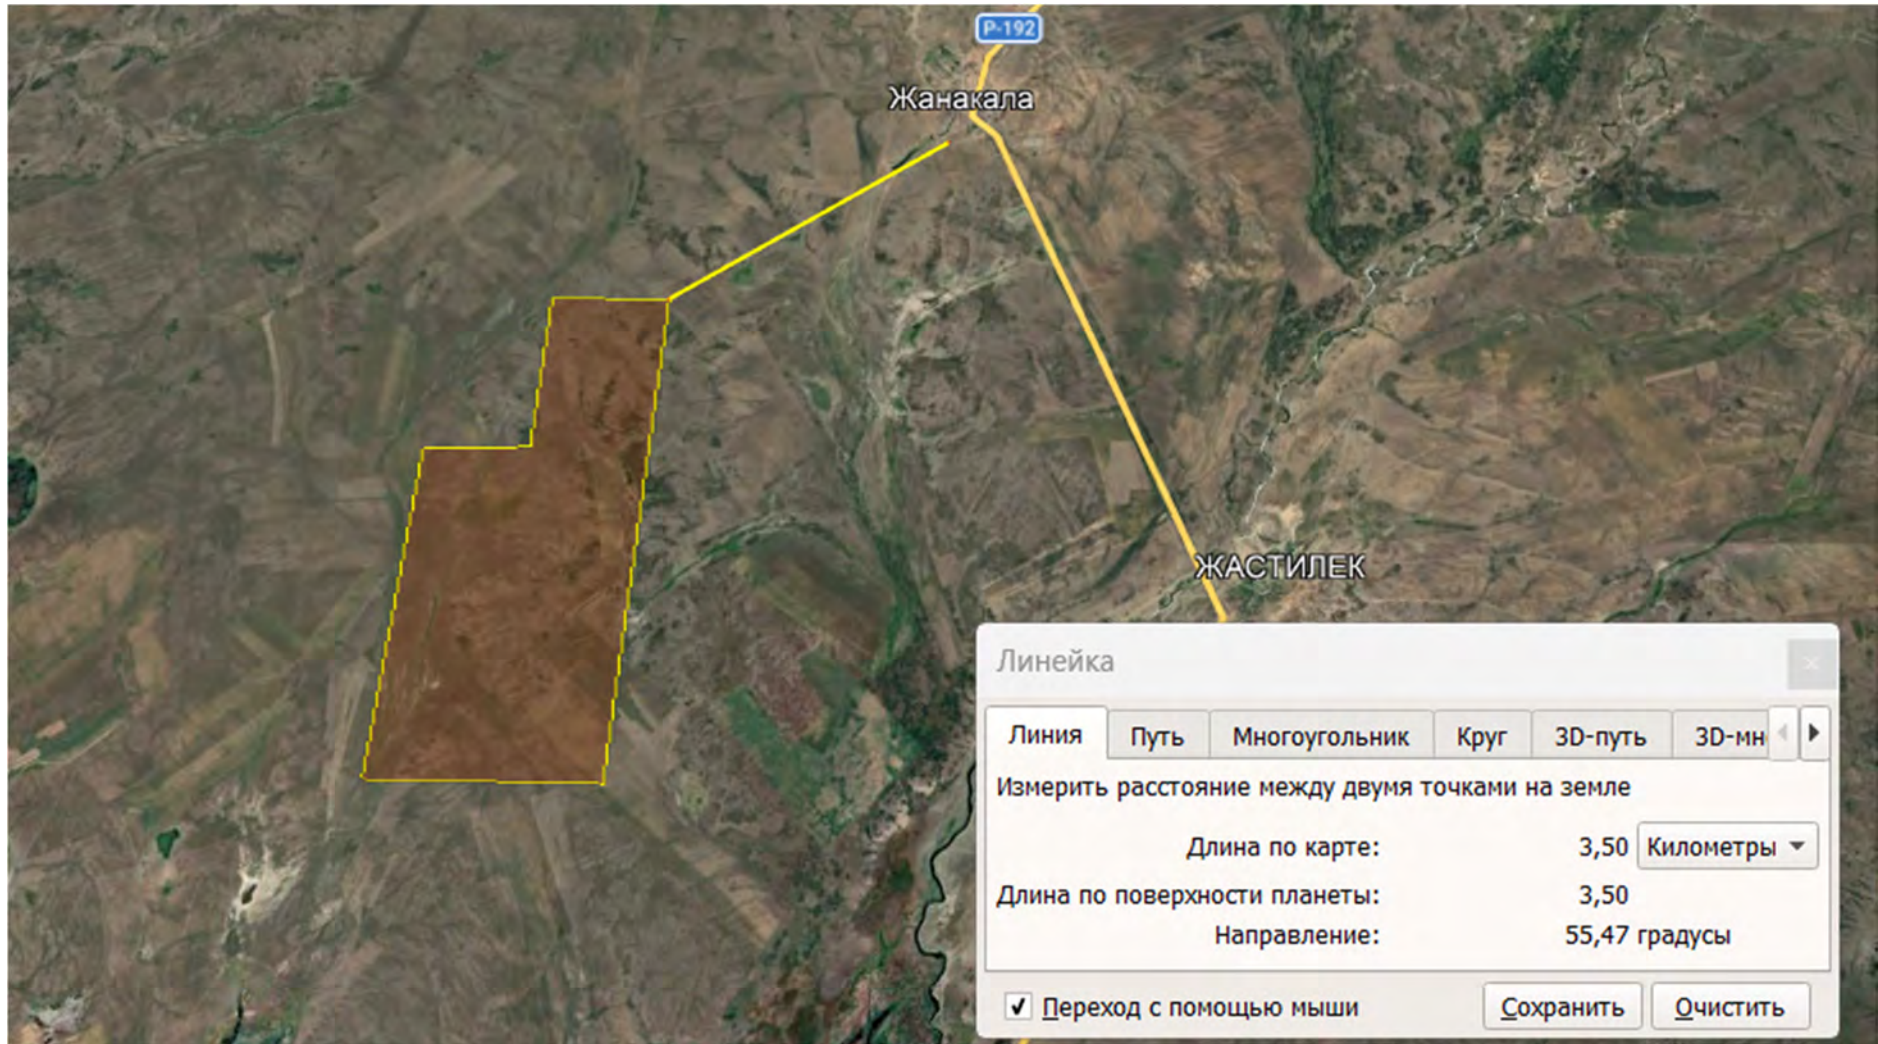 P-192
Жанакала
ЖАСТИЛЕК
Линейка
Линия Путь Многоугольник Круг 3D-путь 3D-мн
Измерить расстояние между двумя точками на земле
Длина по карте: 3,50 Километры
Длина по поверхности планеты: 3,50
Направление: 55,47 градусы
Переход с помощью мыши Сохранить Очистить